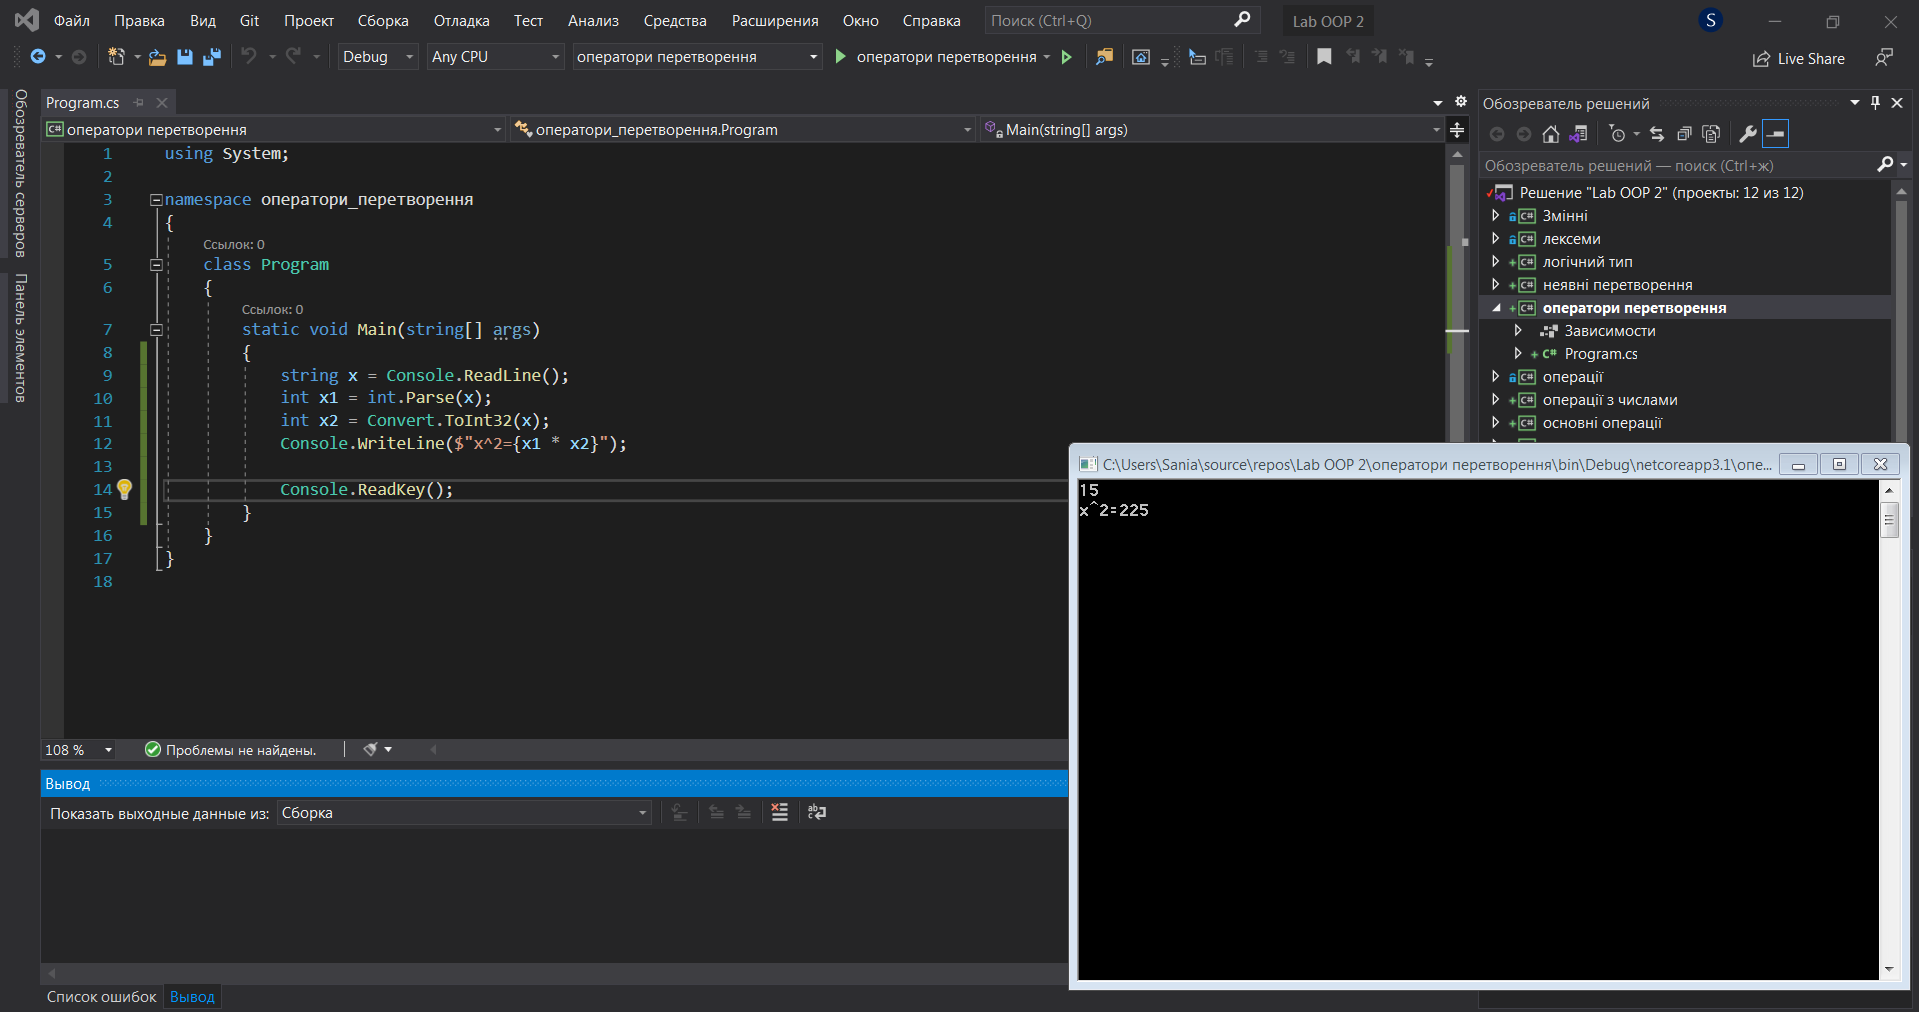 Файл Правка Вид Git Проект Сборка Отладка Тест Анализ Средства Расширения Окно Справка Поиск (Ctrl+Q) Lab OOP 2 S
Debug Any CPU оператори перетворення оператори перетворення Live Share
Обозреватель серверов
Панель элементов
Program.cs
оператори перетворення оператори_перетворення.Program Main(string[] args)
1 using System;
2
3 namespace оператори_перетворення
4 {
Ссылок: 0
5 class Program
6 {
Ссылок: 0
7 static void Main(string[] args)
8 {
9 string x = Console.ReadLine();
10 int x1 = int.Parse(x);
11 int x2 = Convert.ToInt32(x);
12 Console.WriteLine($"x^2={x1 * x2}");
13
14 Console.ReadKey();
15 }
16 }
17 }
18
108 % Проблемы не найдены.
Вывод
Показать выходные данные из: Сборка
Список ошибок Вывод
Обозреватель решений
Обозреватель решений — поиск (Ctrl+ж)
Решение "Lab OOP 2" (проекты: 12 из 12)
C# Змінні
C# лексеми
C# логічний тип
C# неявні перетворення
C# оператори перетворення
Зависимости
C# Program.cs
C# операції
C# операції з числами
C# основні операції
C:\Users\Sania\source\repos\Lab OOP 2\оператори перетворення\bin\Debug\netcoreapp3.1\опе...
15
x^2=225